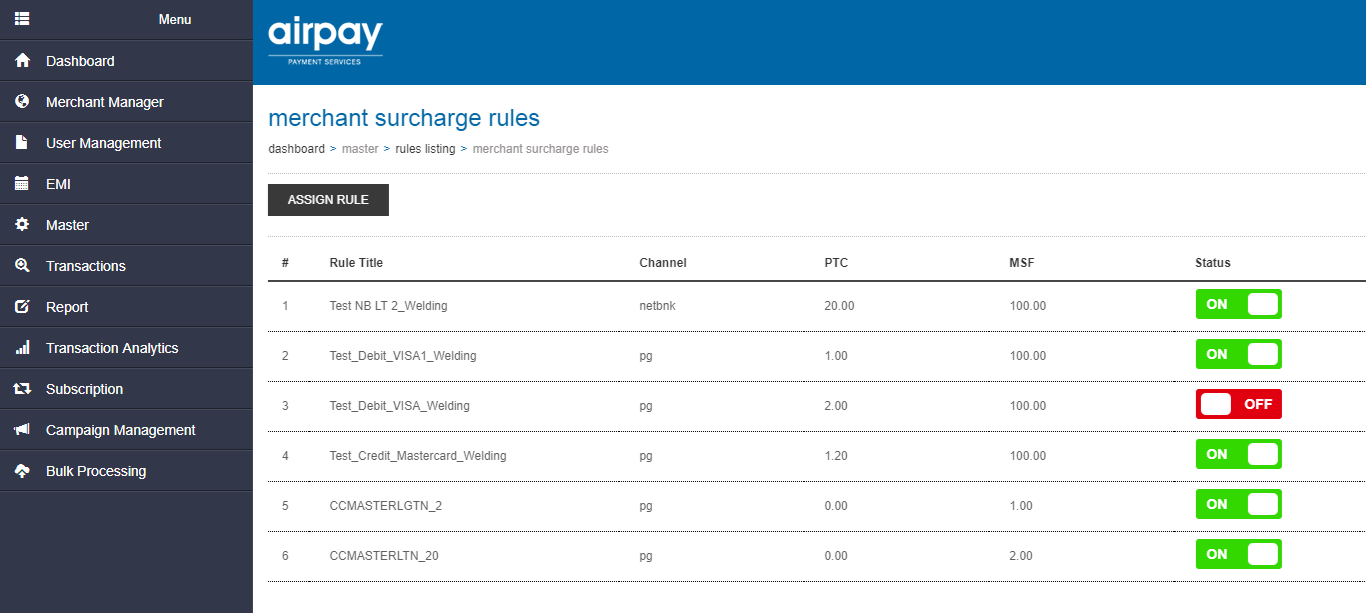 Menu
Dashboard
Merchant Manager
User Management
EMI
Master
Transactions
Report
Transaction Analytics
Subscription
Campaign Management
Bulk Processing
airpay
PAYMENT SERVICES
merchant surcharge rules
dashboard > master > rules listing > merchant surcharge rules
ASSIGN RULE
# Rule Title Channel PTC MSF Status
1 Test NB LT 2_Welding netbnk 20.00 100.00 ON
2 Test_Debit_VISA1_Welding pg 1.00 100.00 ON
3 Test_Debit_VISA_Welding pg 2.00 100.00 OFF
4 Test_Credit_Mastercard_Welding pg 1.20 100.00 ON
5 CCMASTERLGTN_2 pg 0.00 1.00 ON
6 CCMASTERLTN_20 pg 0.00 2.00 ON